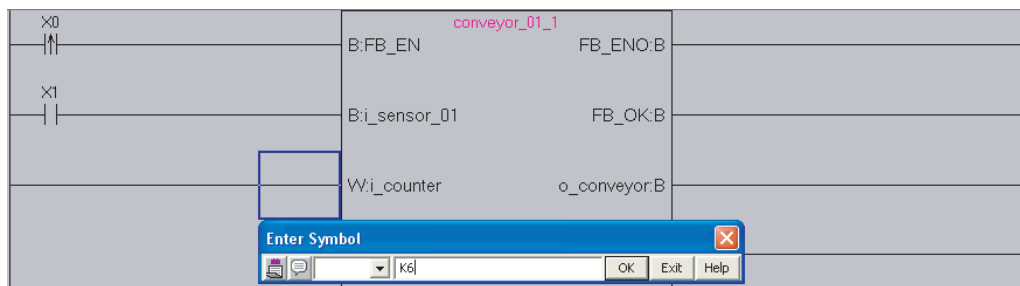 X0
conveyor_01_1
B:FB_EN FB_ENO:B
X1
B:i_sensor_01 FB_OK:B
W:i_counter o_conveyor:B
Enter Symbol
K6 OK Exit Help